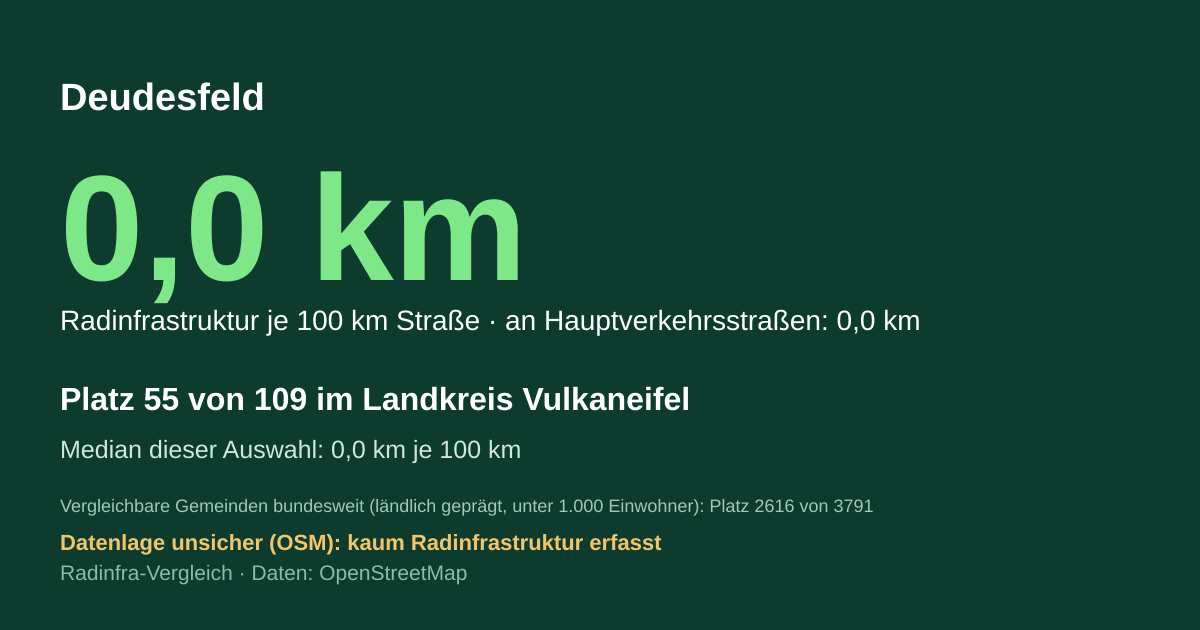 Deudesfeld
0,0 km
Radinfrastruktur je 100 km Straße · an Hauptverkehrsstraßen: 0,0 km
Platz 55 von 109 im Landkreis Vulkaneifel
Median dieser Auswahl: 0,0 km je 100 km
Vergleichbare Gemeinden bundesweit (ländlich geprägt, unter 1.000 Einwohner): Platz 2616 von 3791
Datenlage unsicher (OSM): kaum Radinfrastruktur erfasst
Radinfra-Vergleich · Daten: OpenStreetMap